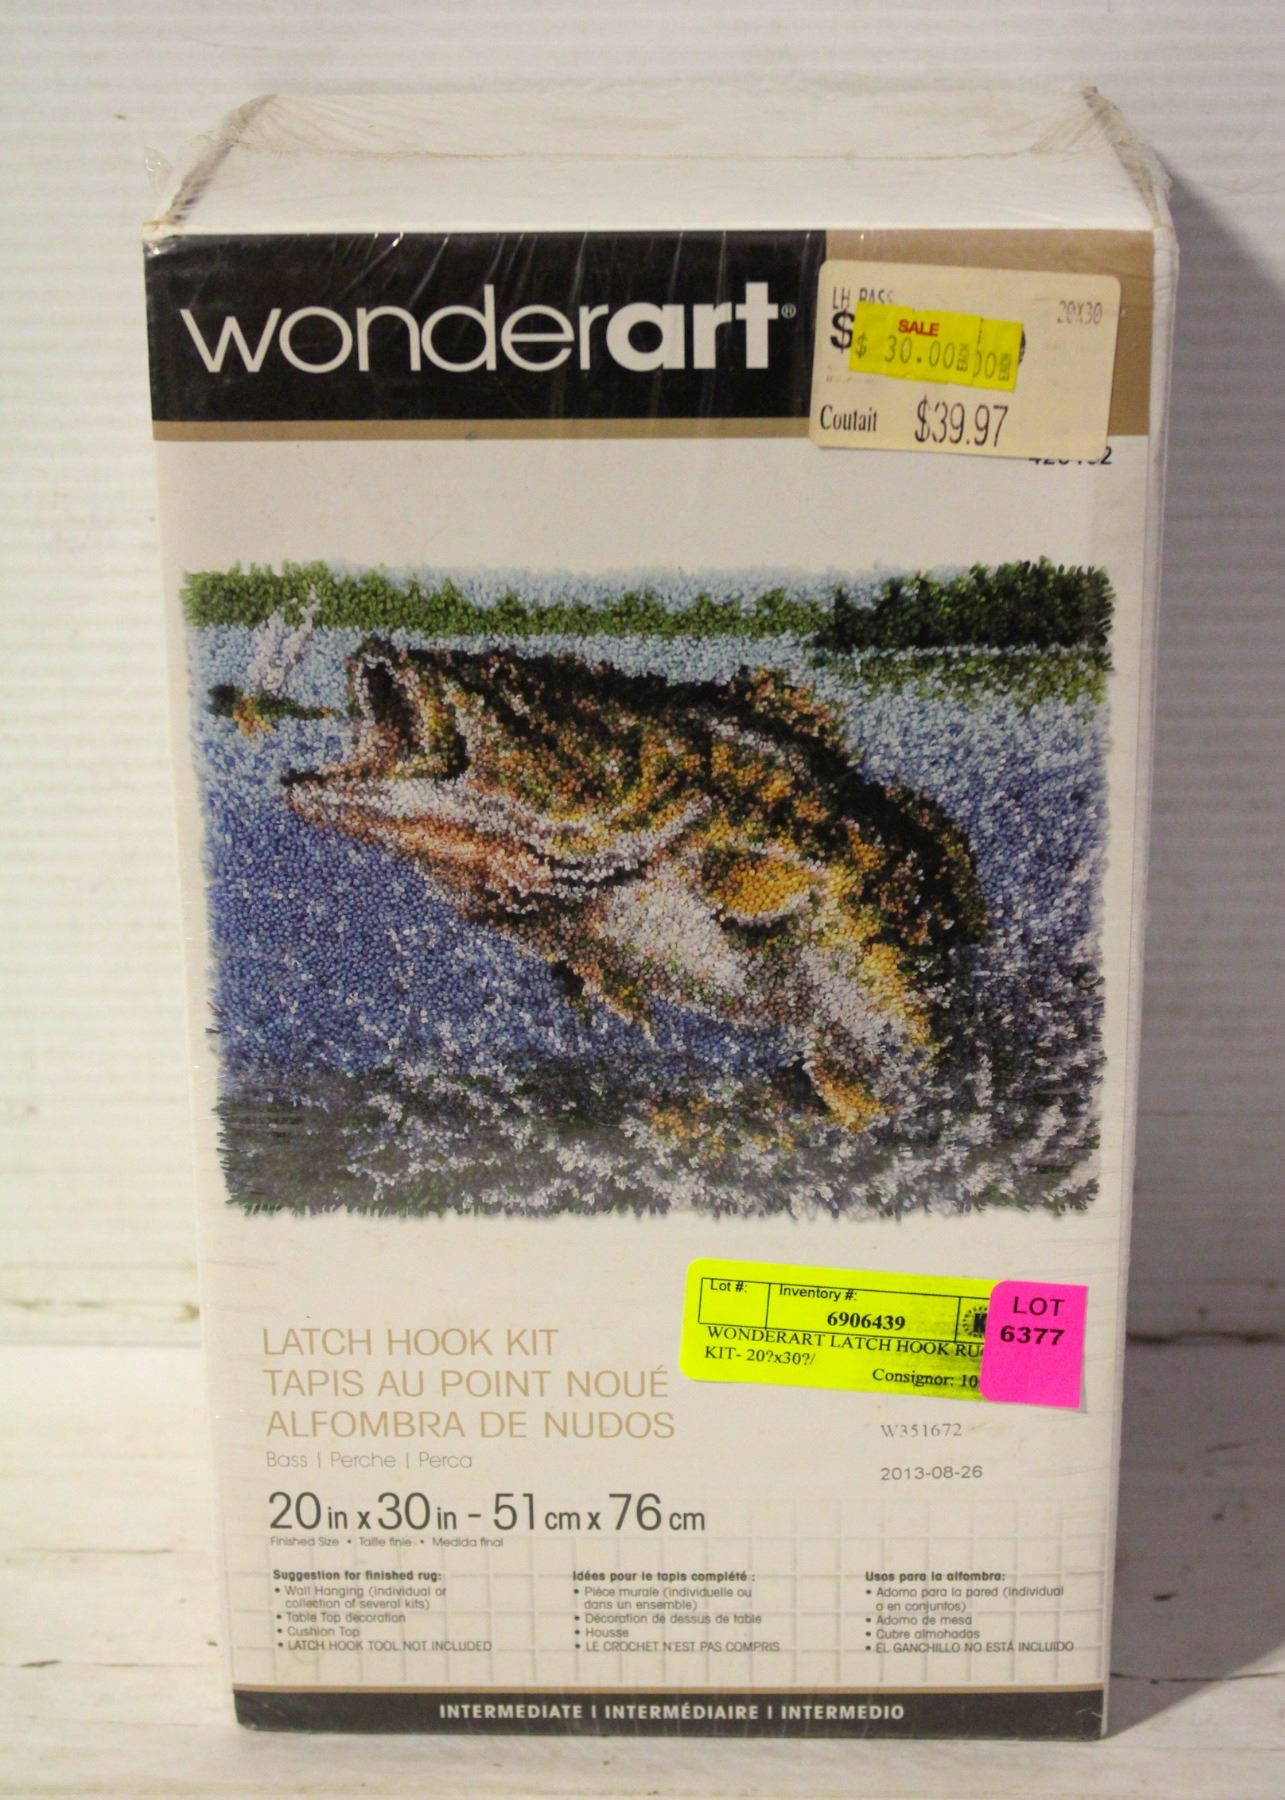 wonderart®
LH BASS
20X30
$
SALE
$ 30.00 EACH
00 EACH
Coutait $39.97
Lot #:
Inventory #:
6906439
K
WONDERART LATCH HOOK RU
KIT- 20?x30?/
Consignor: 10
LOT
6377
LATCH HOOK KIT
TAPIS AU POINT NOUÉ
ALFOMBRA DE NUDOS
Bass | Perche | Perca
W351672
2013-08-26
20 in x 30 in - 51 cm x 76 cm
Finished Size • Taille finie • Medida final
Suggestion for finished rug:
• Wall Hanging (individual or
collection of several kits)
• Table Top decoration
• Cushion Top
• LATCH HOOK TOOL NOT INCLUDED
Idées pour le tapis complété :
• Pièce murale (individuelle ou
dans un ensemble)
• Décoration de dessus de table
• Housse
• LE CROCHET N'EST PAS COMPRIS
Usos para la alfombra:
• Adorno para la pared (individual
o en conjuntos)
• Adorno de mesa
• Cubre almohadas
• EL GANCHILLO NO ESTÁ INCLUIDO
INTERMEDIATE | INTERMÉDIAIRE | INTERMEDIO